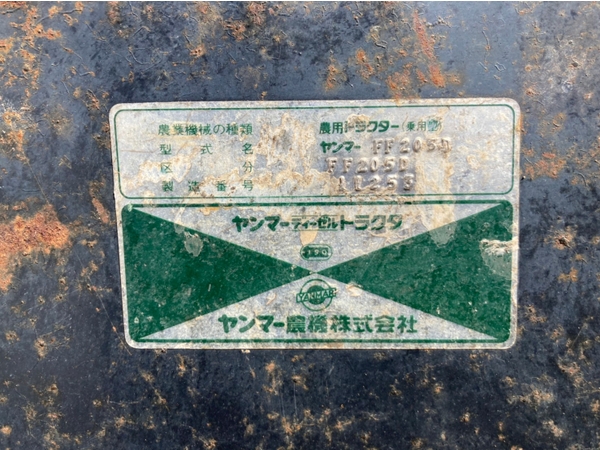 農業機械の種類 農用トラクター(乗用型)
型式名 ヤンマー FF205D
区分 FF205D
製造番号 11253
ヤンマーディーゼルトラクタ
YANMAR
ヤンマー農機株式会社